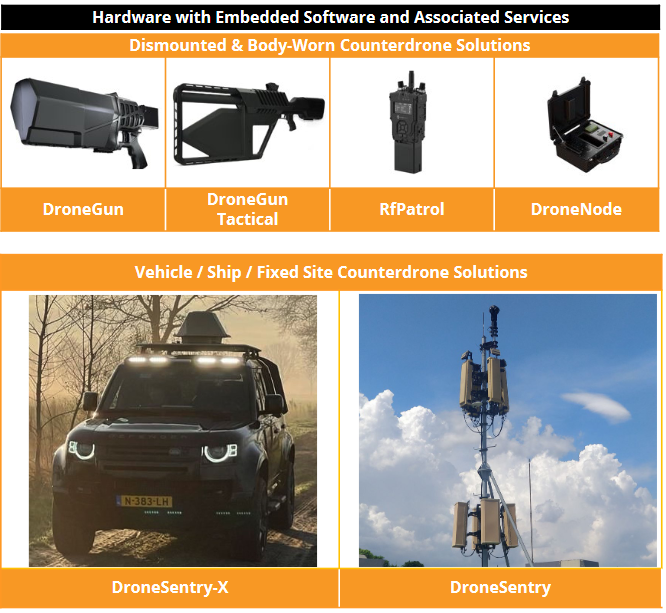 Hardware with Embedded Software and Associated Services
Dismounted & Body-Worn Counterdrone Solutions
DroneGun
DroneGun
Tactical
RfPatrol
DroneNode
Vehicle / Ship / Fixed Site Counterdrone Solutions
N-383-LH
DroneSentry-X
DroneSentry